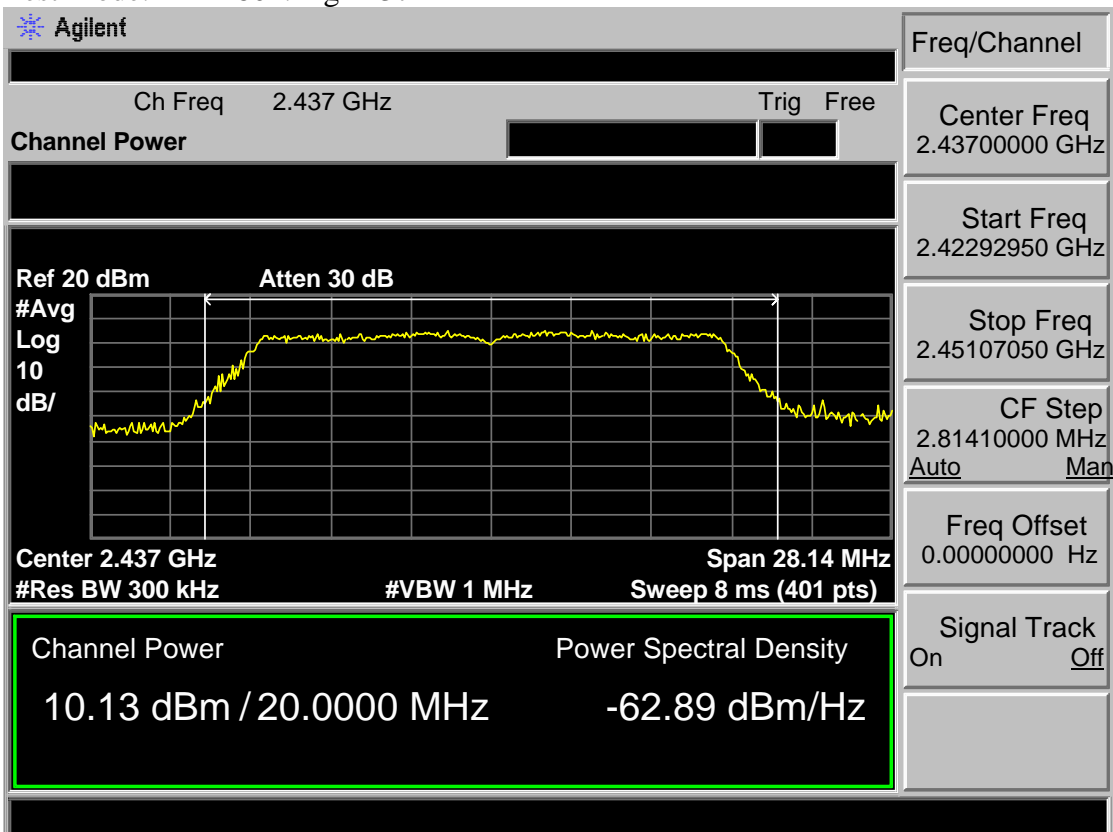 Agilent
Freq/Channel
Ch Freq 2.437 GHz Trig Free
Channel Power
Center Freq
2.43700000 GHz
Start Freq
2.42292950 GHz
Stop Freq
2.45107050 GHz
CF Step
2.81410000 MHz
Auto Man
Freq Offset
0.00000000 Hz
Signal Track
On Off
Ref 20 dBm Atten 30 dB
#Avg
Log
10
dB/
Center 2.437 GHz Span 28.14 MHz
#Res BW 300 kHz #VBW 1 MHz Sweep 8 ms (401 pts)
Channel Power Power Spectral Density
10.13 dBm / 20.0000 MHz -62.89 dBm/Hz